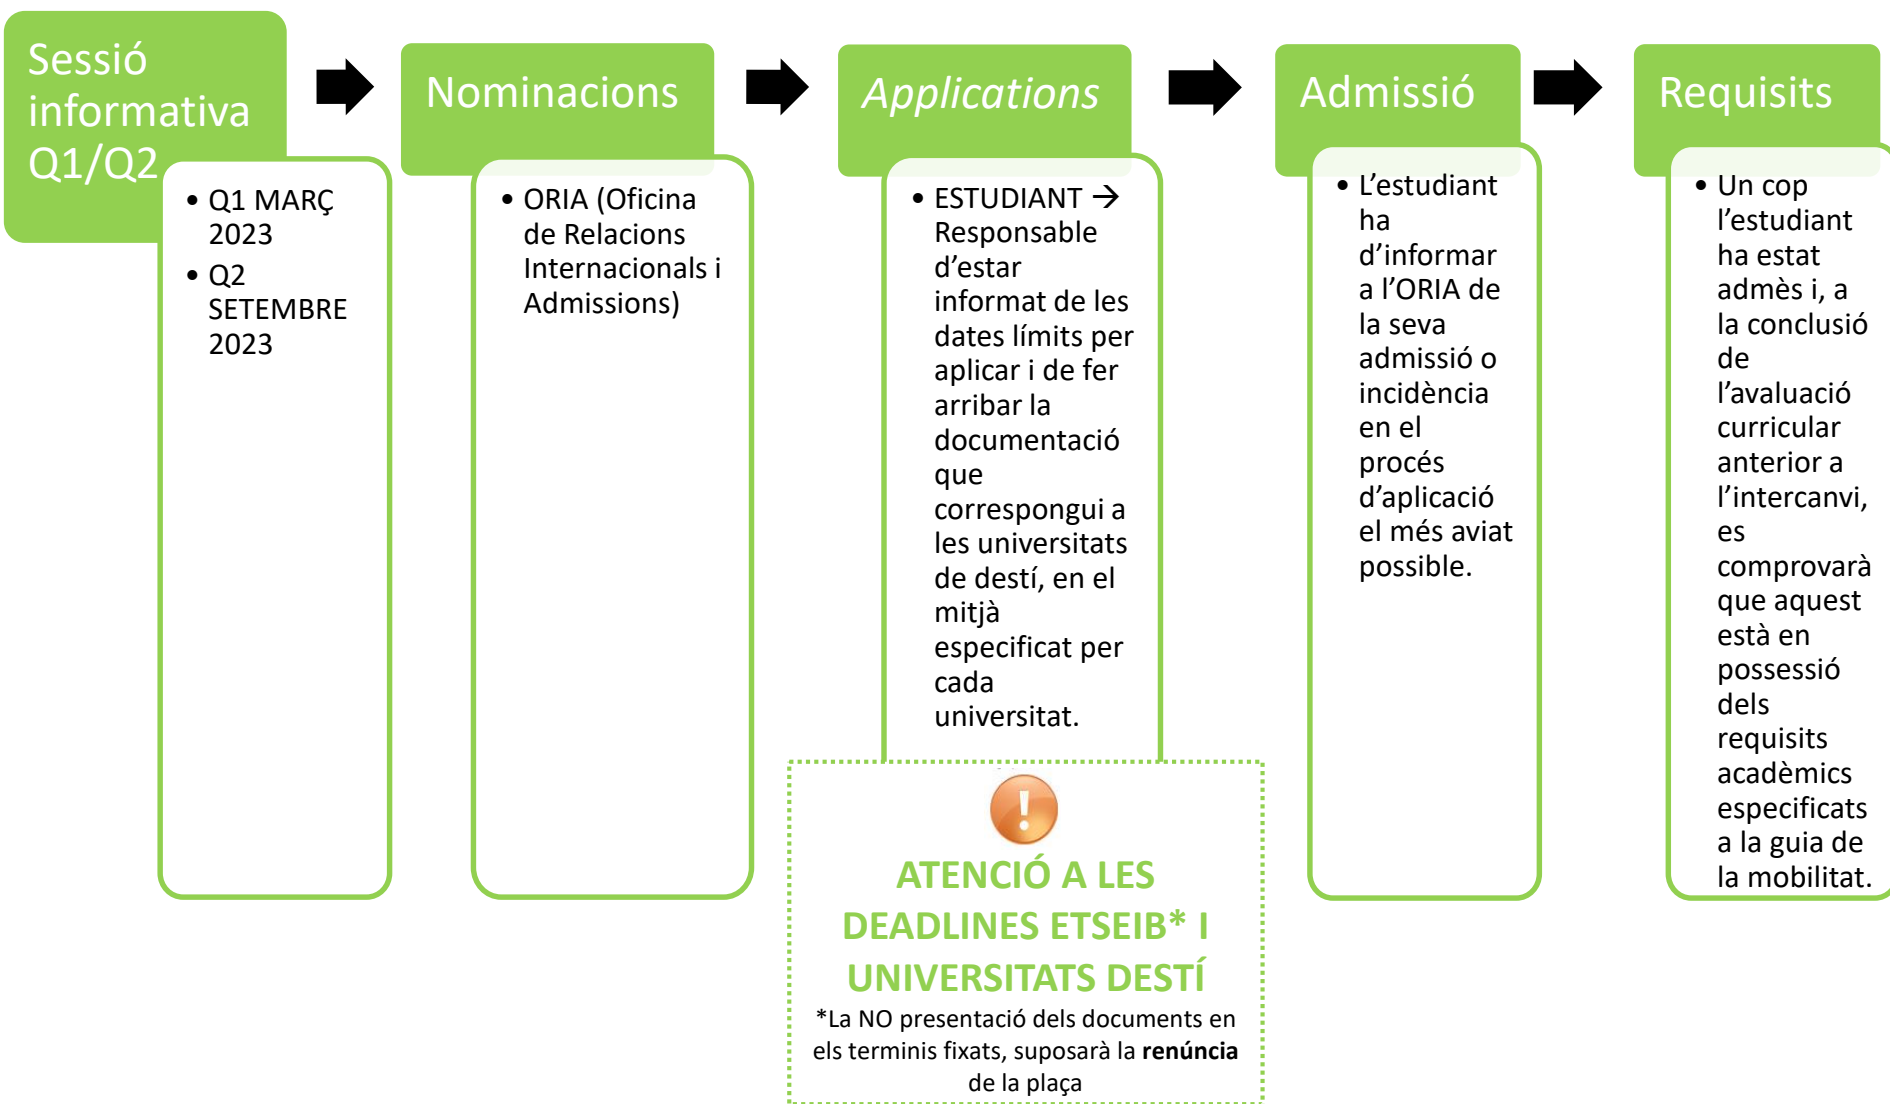 Sessió
informativa
Q1/Q2
• Q1 MARÇ
2023
• Q2
SETEMBRE
2023
Nominacions
• ORIA (Oficina
de Relacions
Internacionals i
Admissions)
Applications
• ESTUDIANT →
Responsable
d’estar
informat de les
dates límits per
aplicar i de fer
arribar la
documentació
que
correspongui a
les universitats
de destí, en el
mitjà
especificat per
cada
universitat.
!
ATENCIÓ A LES
DEADLINES ETSEIB* I
UNIVERSITATS DESTÍ
*La NO presentació dels documents en
els terminis fixats, suposarà la renúncia
de la plaça
Admissió
• L’estudiant
ha
d’informar
a l’ORIA de
la seva
admissió o
incidència
en el
procés
d’aplicació
el més aviat
possible.
Requisits
• Un cop
l’estudiant
ha estat
admès i, a
la conclusió
de
l’avaluació
curricular
anterior a
l’intercanvi,
es
comprovarà
que aquest
està en
possessió
dels
requisits
acadèmics
especificats
a la guia de
la mobilitat.